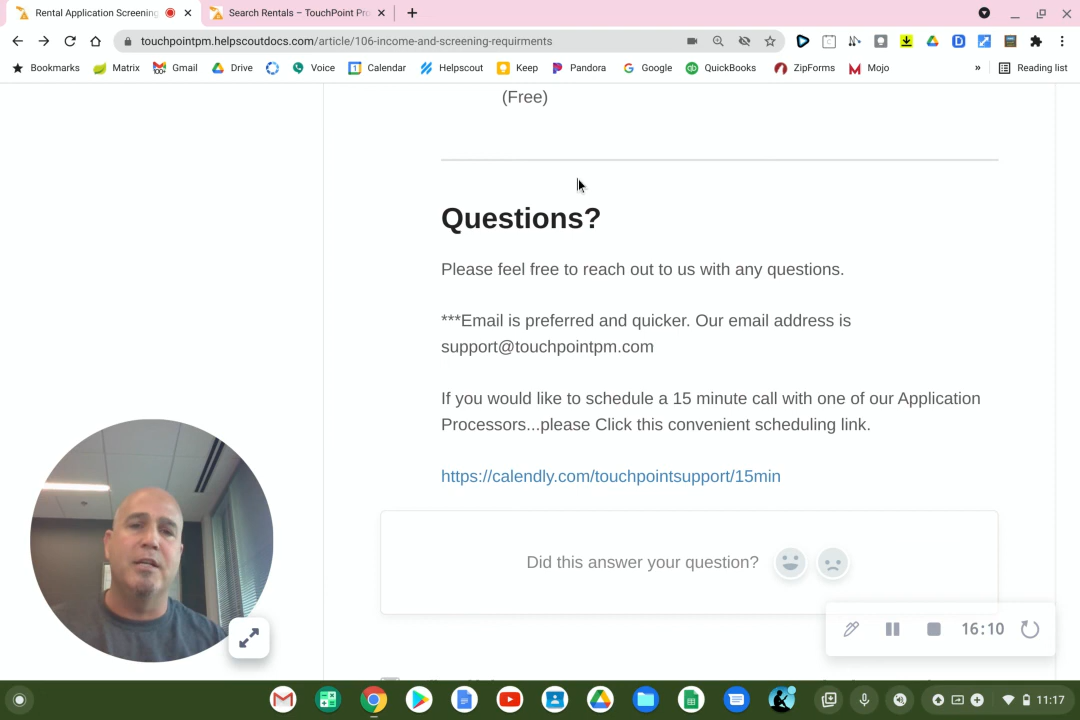 Rental Application Screening
Search Rentals – TouchPoint Pro
touchpointpm.helpscoutdocs.com/article/106-income-and-screening-requirments
Bookmarks Matrix Gmail Drive Voice Calendar Helpscout Keep Pandora Google QuickBooks ZipForms Mojo » Reading list
(Free)
Questions?
Please feel free to reach out to us with any questions.
***Email is preferred and quicker. Our email address is
support@touchpointpm.com
If you would like to schedule a 15 minute call with one of our Application
Processors...please Click this convenient scheduling link.
https://calendly.com/touchpointsupport/15min
Did this answer your question?
16:10
11:17